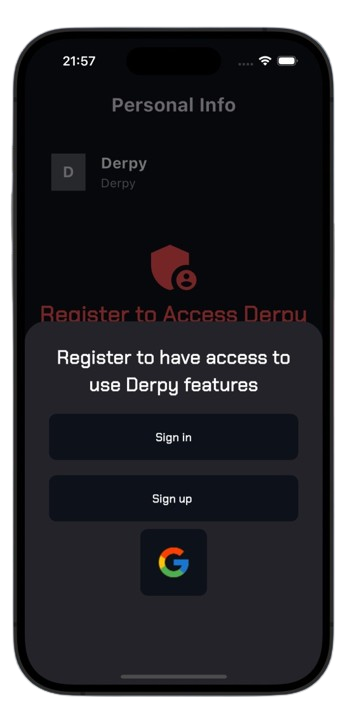 21:57
Personal Info
D
Derpy
Derpy
Register to Access Derpy
Register to have access to
use Derpy features
Sign in
Sign up
G